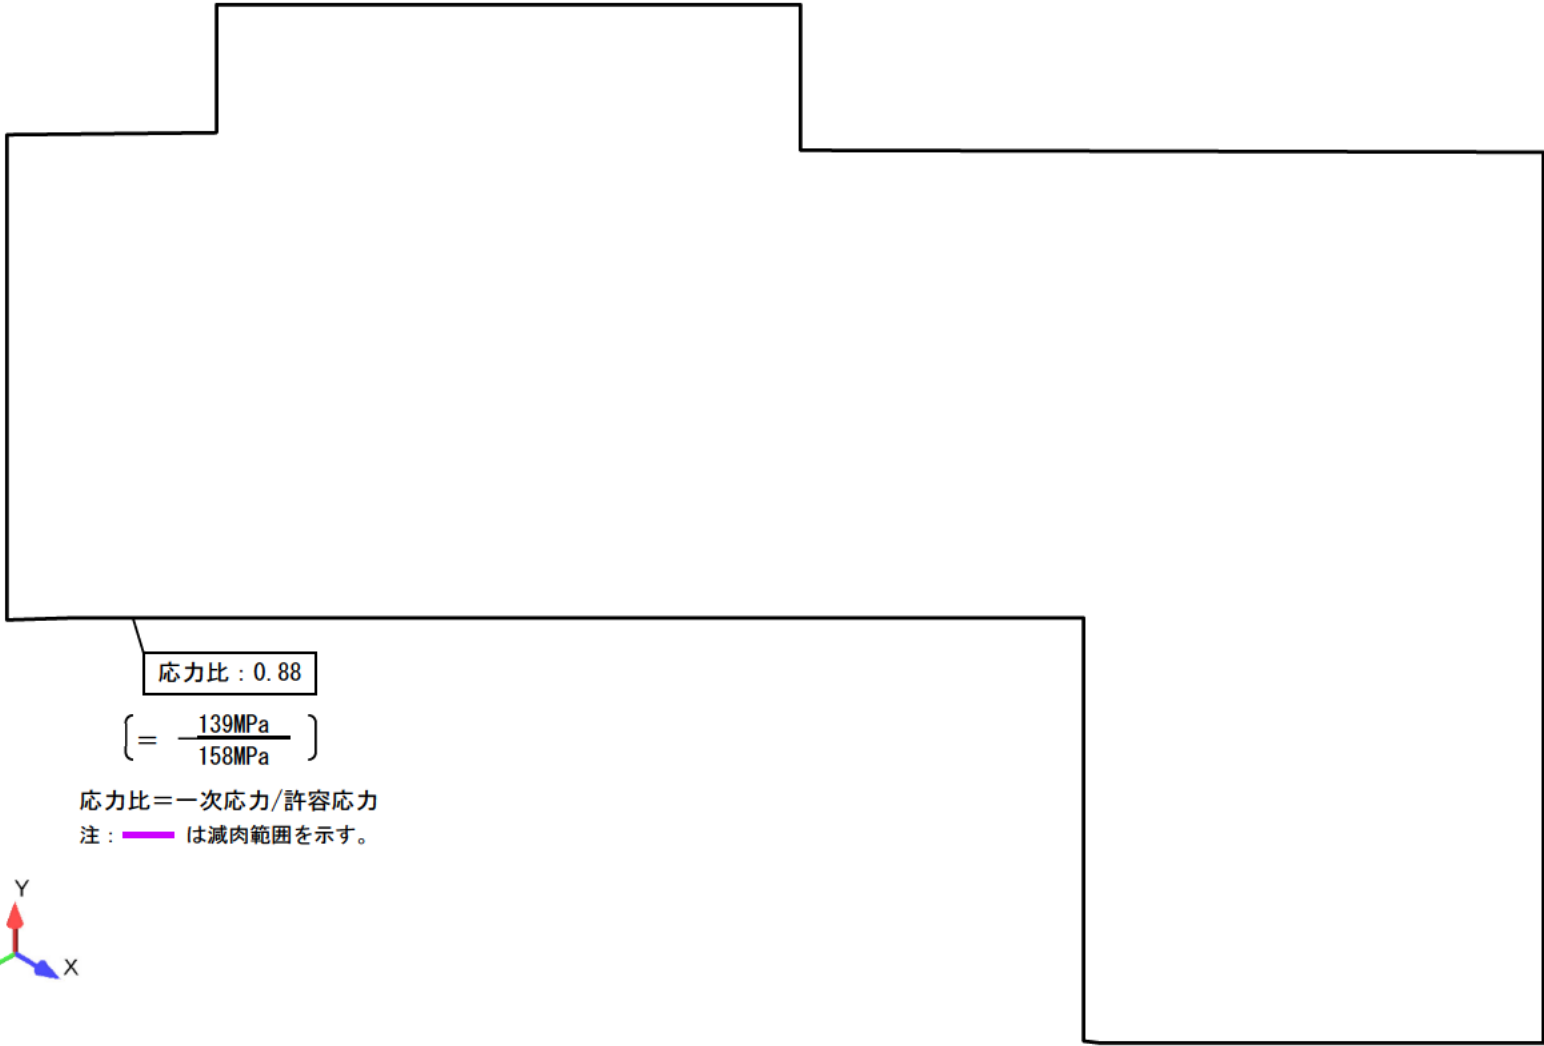 応力比:0.88
139MPa
=
158MPa
応力比=一次応力/許容応力
注: は減肉範囲を示す。
Y
X